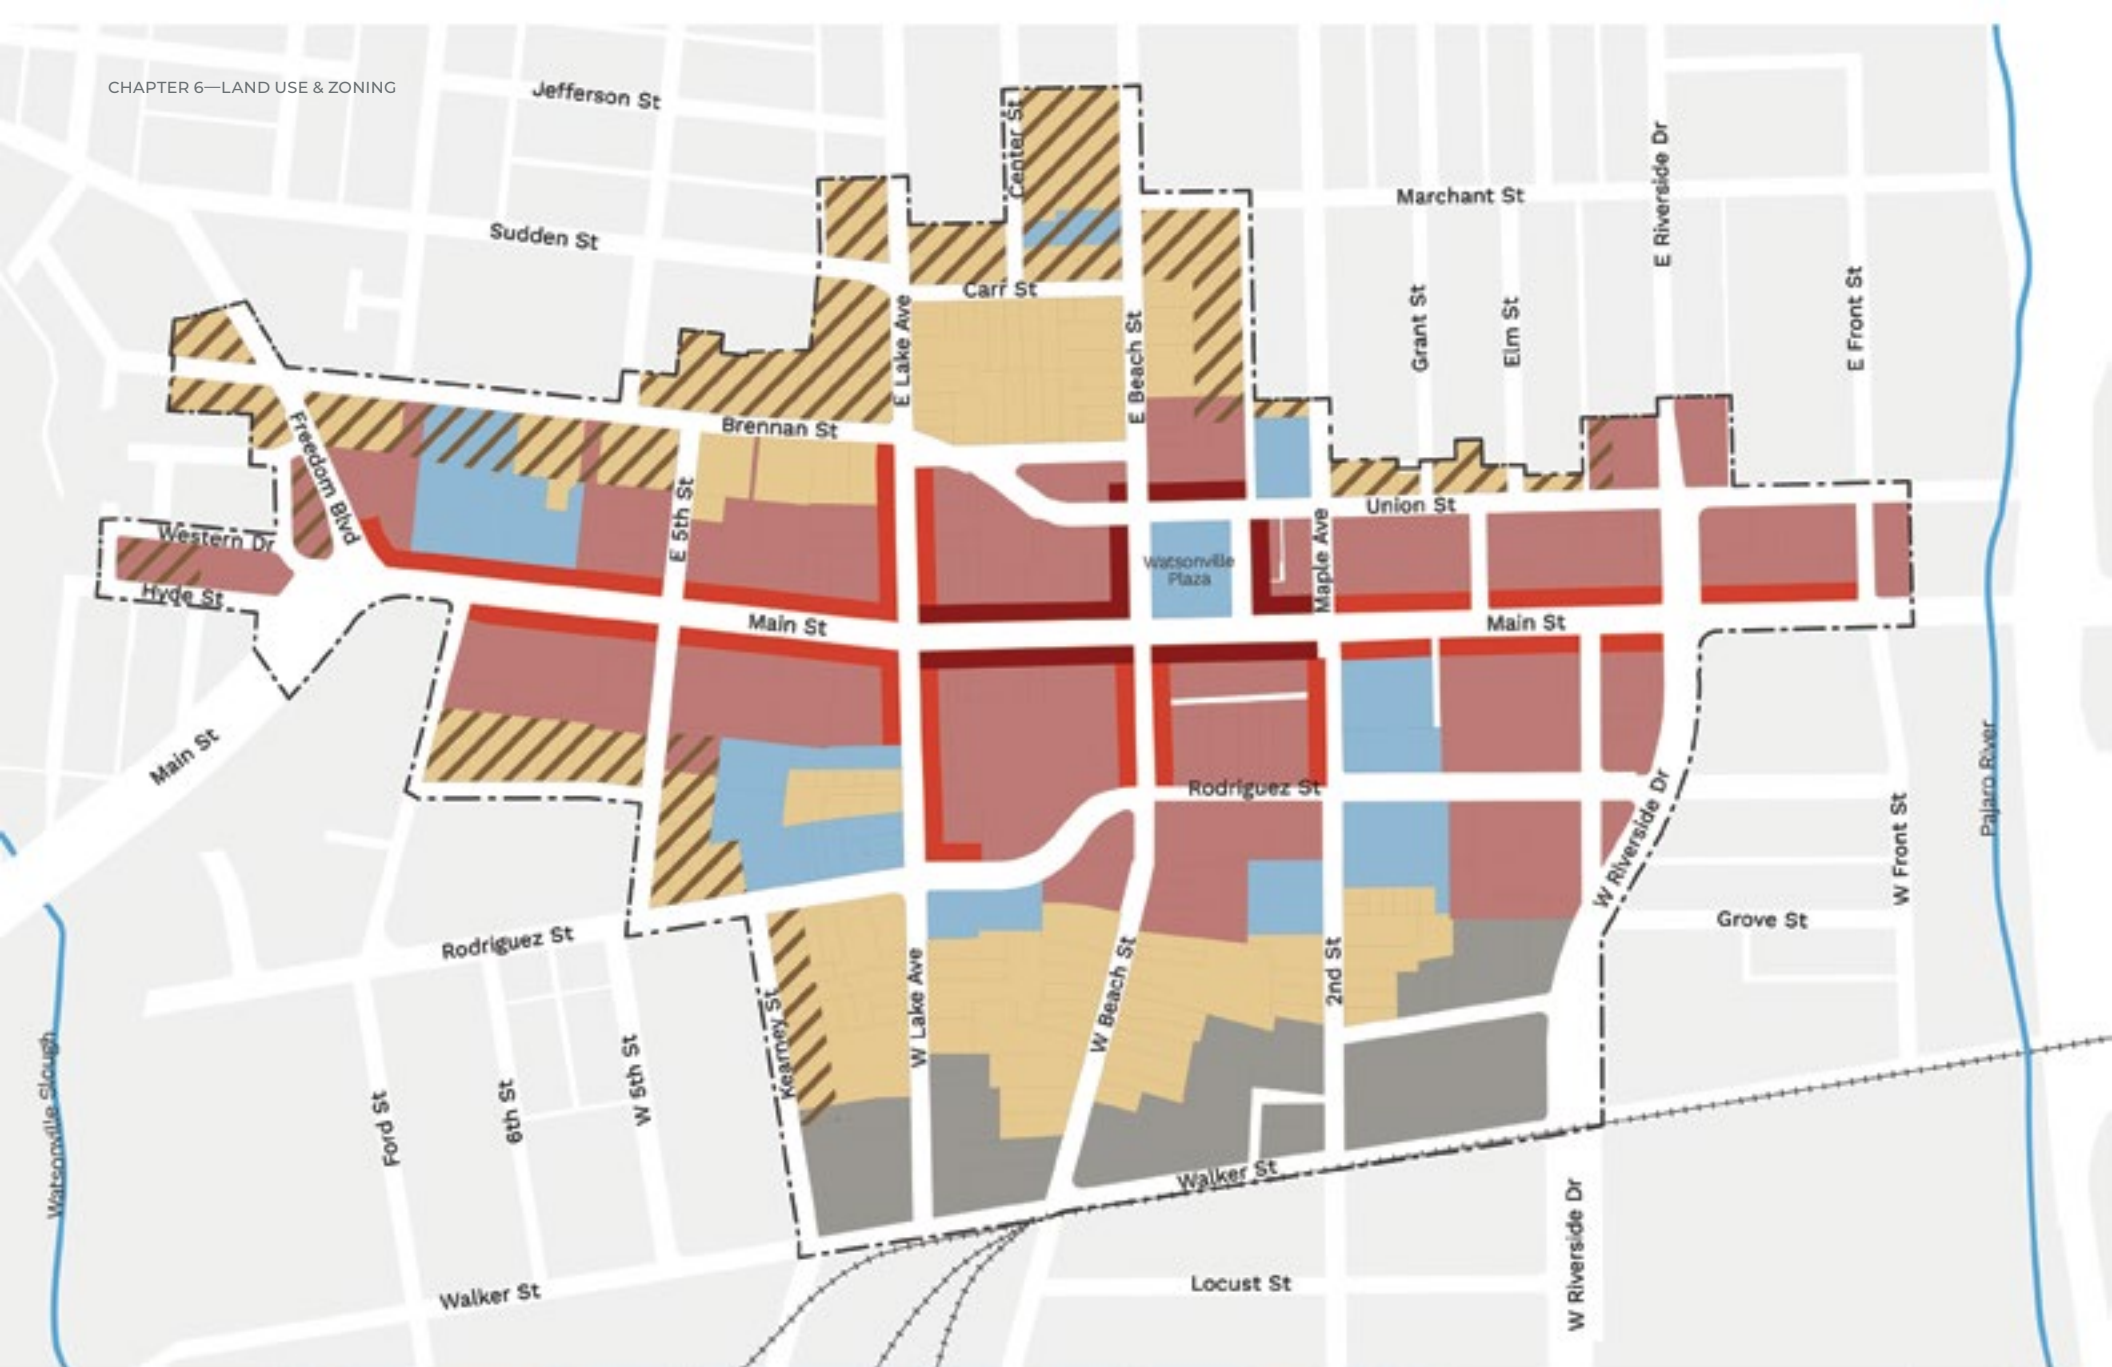 CHAPTER 6—LAND USE & ZONING
Jefferson St
Center St
E Riverside Dr
Marchant St
Sudden St
Carr St
E Lake Ave
E Beach St
Grant St
Elm St
E Front St
Brennan St
Freedom Blvd
E 5th St
Union St
Western Dr
Hyde St
Maple Ave
Watsonville
Plaza
Main St
Main St
Main St
Rodriguez St
Pajaro River
W Riverside Dr
W Front St
Grove St
Rodriguez St
W Lake Ave
W Beach St
2nd St
Kearney St
Watsonville Slough
Ford St
6th St
W 5th St
Walker St
W Riverside Dr
Walker St
Locust St